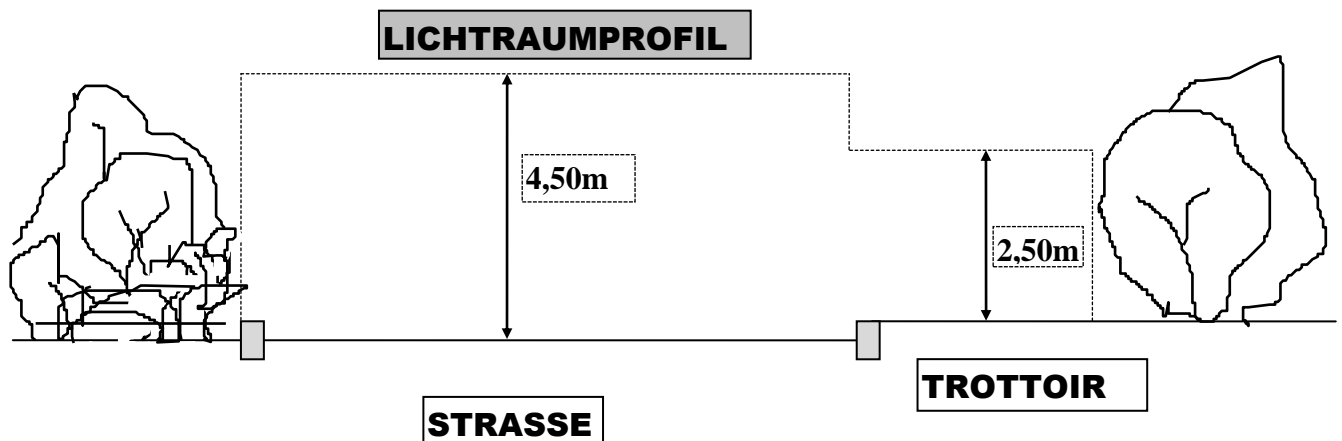 LICHTRAUMPROFIL
4,50m
2,50m
TROTTOIR
STRASSE